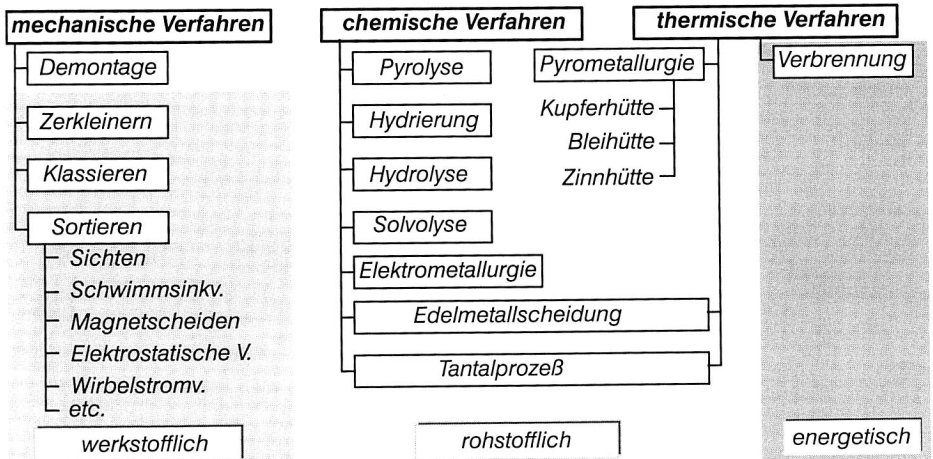 mechanische Verfahren
Demontage
Zerkleinern
Klassieren
Sortieren
Sichten
Schwimmsinkv.
Magnetscheiden
Elektrostatische V.
Wirbelstromv.
etc.
werkstofflich
chemische Verfahren
Pyrolyse
Hydrierung
Hydrolyse
Solvolyse
Elektrometallurgie
Edelmetallscheidung
Tantalprozeß
rohstofflich
thermische Verfahren
Pyrometallurgie
Kupferhütte
Bleihütte
Zinnhütte
Verbrennung
energetisch